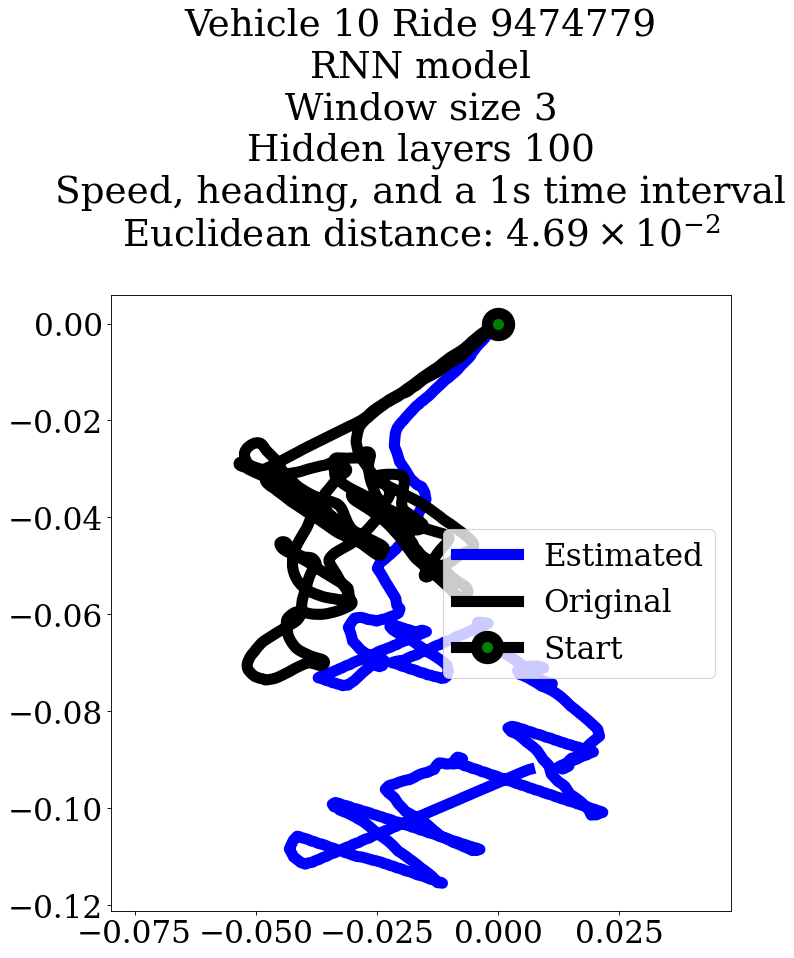 Vehicle 10 Ride 9474779
RNN model
Window size 3
Hidden layers 100
Speed, heading, and a 1s time interval
Euclidean distance: 4.69 × 10⁻²
0.00
−0.02
−0.04
−0.06
−0.08
−0.10
−0.12
Estimated
Original
Start
−0.075 −0.050 −0.025 0.000 0.025